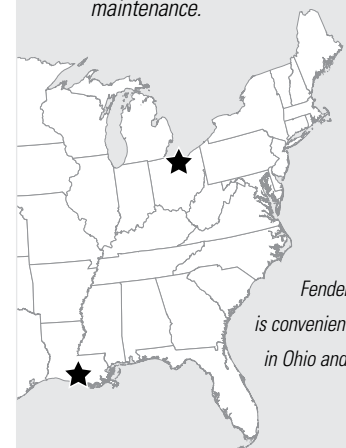 maintenance.
Fender
is convenien
in Ohio and